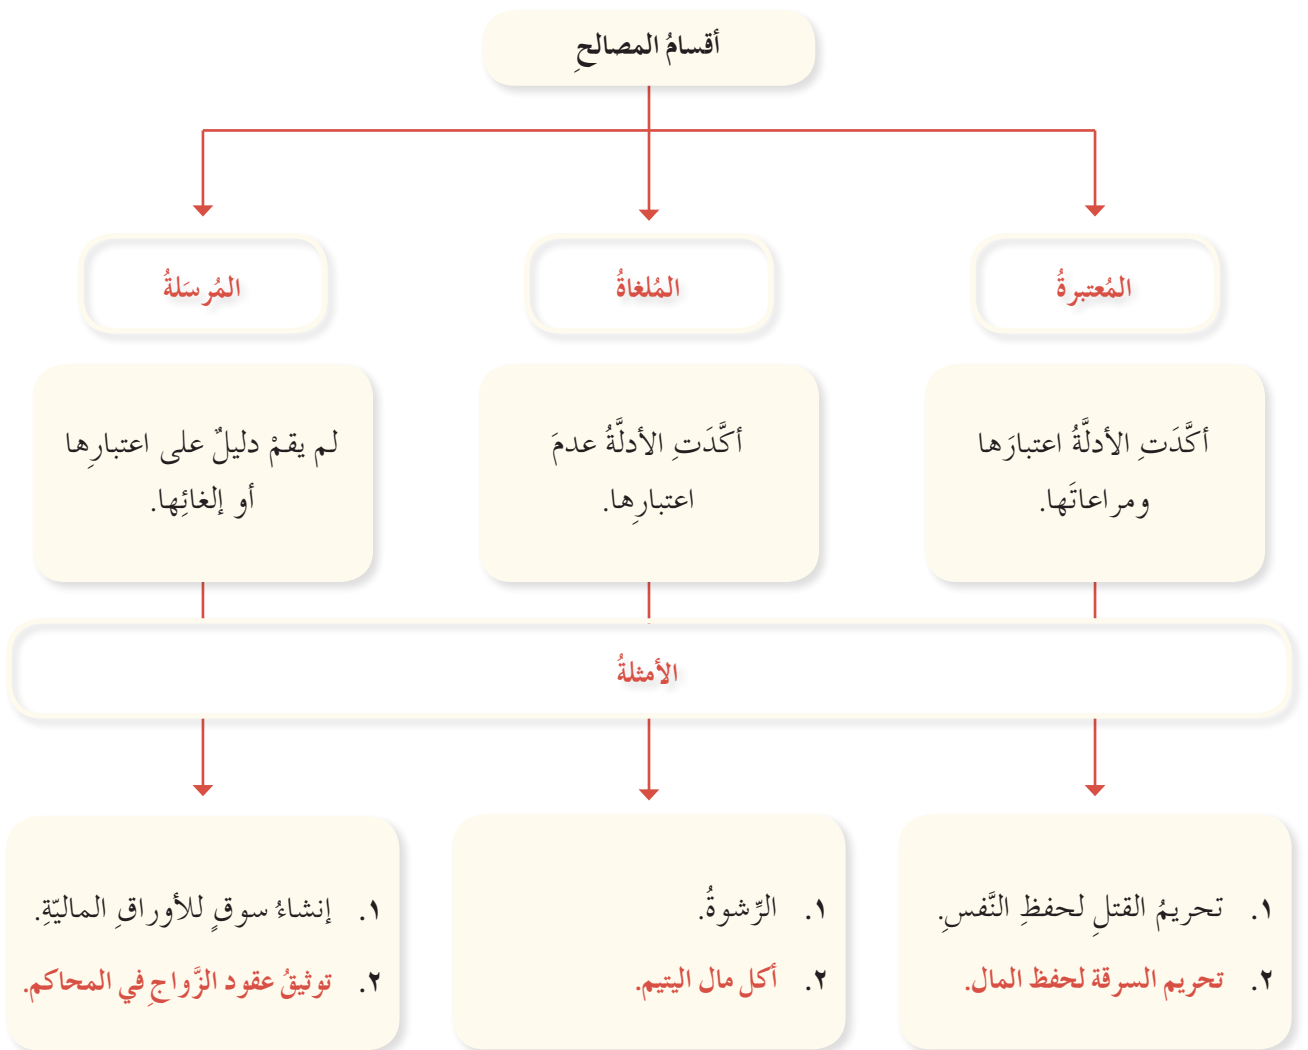 أقسامُ المصالحِ
المُعتبرةُ
المُلغاةُ
المُرسَلةُ
أكَّدَتِ الأدلَّةُ اعتبارَها
ومراعاتَها.
أكَّدَتِ الأدلَّةُ عدمَ
اعتبارِها.
لم يقمْ دليلٌ على اعتبارِها
أو إلغائِها.
الأمثلةُ
١. تحريمُ القتلِ لحفظِ النَّفسِ.
٢. تحريم السرقة لحفظ المال.
١. الرِّشوةُ.
٢. أكل مال اليتيم.
١. إنشاءُ سوقٍ للأوراقِ الماليّةِ.
٢. توثيقُ عقود الزَّواجِ في المحاكم.